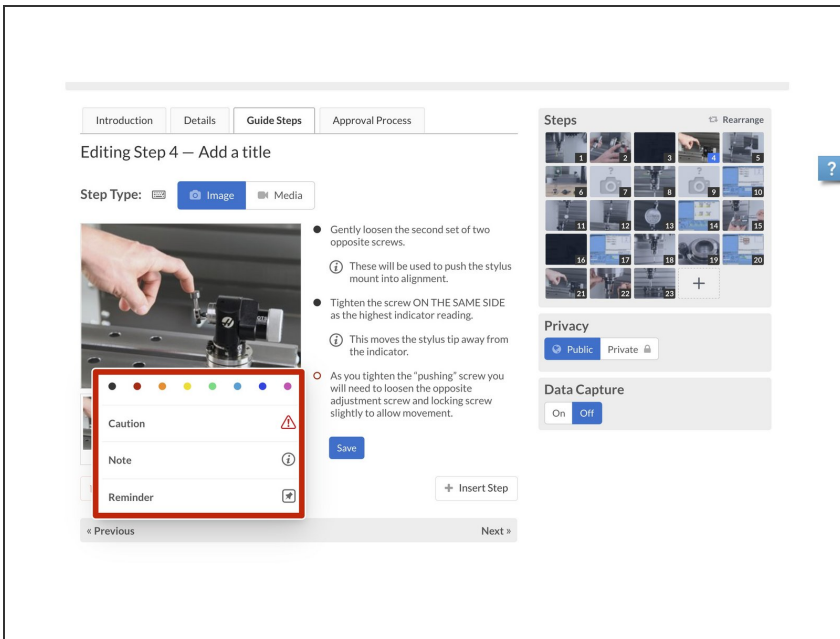 Introduction
Details
Guide Steps
Approval Process
Editing Step 4 — Add a title
Step Type:
Image
Media
Gently loosen the second set of two
opposite screws.
These will be used to push the stylus
mount into alignment.
Tighten the screw ON THE SAME SIDE
as the highest indicator reading.
This moves the stylus tip away from
the indicator.
As you tighten the “pushing” screw you
will need to loosen the opposite
adjustment screw and locking screw
slightly to allow movement.
Save
Caution
Note
Reminder
+ Insert Step
« Previous
Next »
Steps
Rearrange
1 2 3 4 5
6 7 8 9 10
11 12 13 14 15
16 17 18 19 20
21 22 23 +
Privacy
Public
Private
Data Capture
On
Off
?